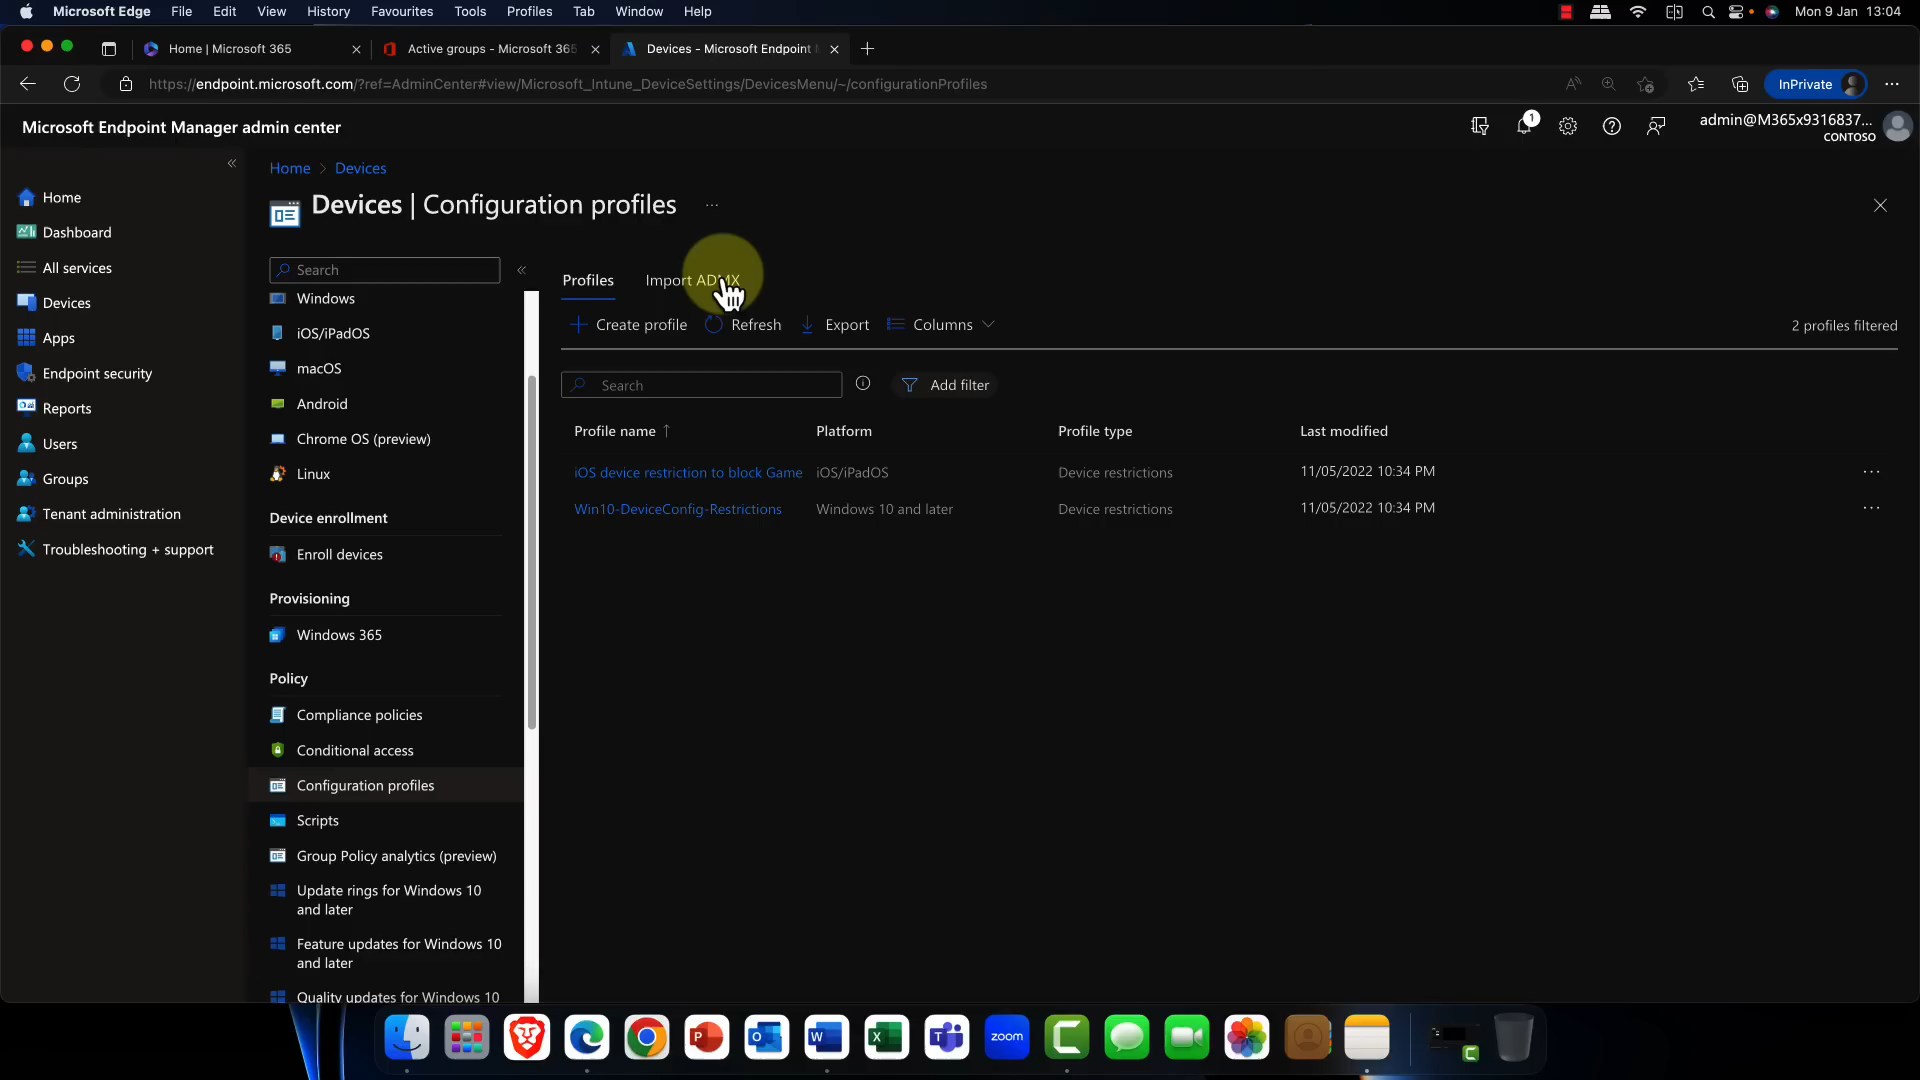 Microsoft Edge File Edit View History Favourites Tools Profiles Tab Window Help Mon 9 Jan 13:04
Home | Microsoft 365 Active groups - Microsoft 365 Devices - Microsoft Endpoint
https://endpoint.microsoft.com/?ref=AdminCenter#view/Microsoft_Intune_DeviceSettings/DevicesMenu/~/configurationProfiles InPrivate
Microsoft Endpoint Manager admin center 1 admin@M365x9316837...
CONTOSO
Home > Devices
Devices | Configuration profiles ...
Home
Dashboard
All services
Devices
Apps
Endpoint security
Reports
Users
Groups
Tenant administration
Troubleshooting + support
Search
Windows
iOS/iPadOS
macOS
Android
Chrome OS (preview)
Linux
Device enrollment
Enroll devices
Provisioning
Windows 365
Policy
Compliance policies
Conditional access
Configuration profiles
Scripts
Group Policy analytics (preview)
Update rings for Windows 10
and later
Feature updates for Windows 10
and later
Quality updates for Windows 10
Profiles Import ADMX
Create profile Refresh Export Columns 2 profiles filtered
Search Add filter
Profile name ↑ Platform Profile type Last modified
iOS device restriction to block Game iOS/iPadOS Device restrictions 11/05/2022 10:34 PM ...
Win10-DeviceConfig-Restrictions Windows 10 and later Device restrictions 11/05/2022 10:34 PM ...
zoom